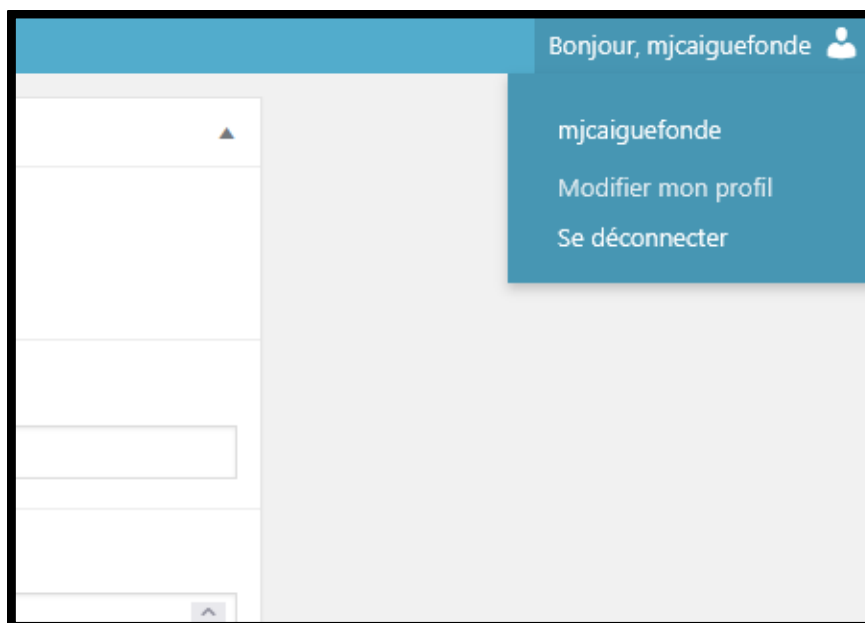 Bonjour, mjcaiguefonde
mjcaiguefonde
Modifier mon profil
Se déconnecter